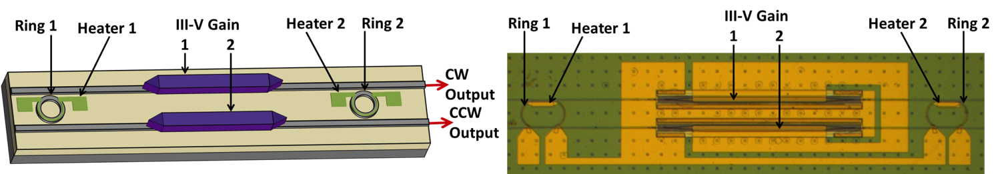 Ring 1
Heater 1
III-V Gain
1
2
Heater 2
Ring 2
CW
Output
CCW
Output
Ring 1
Heater 1
III-V Gain
1
2
Heater 2
Ring 2